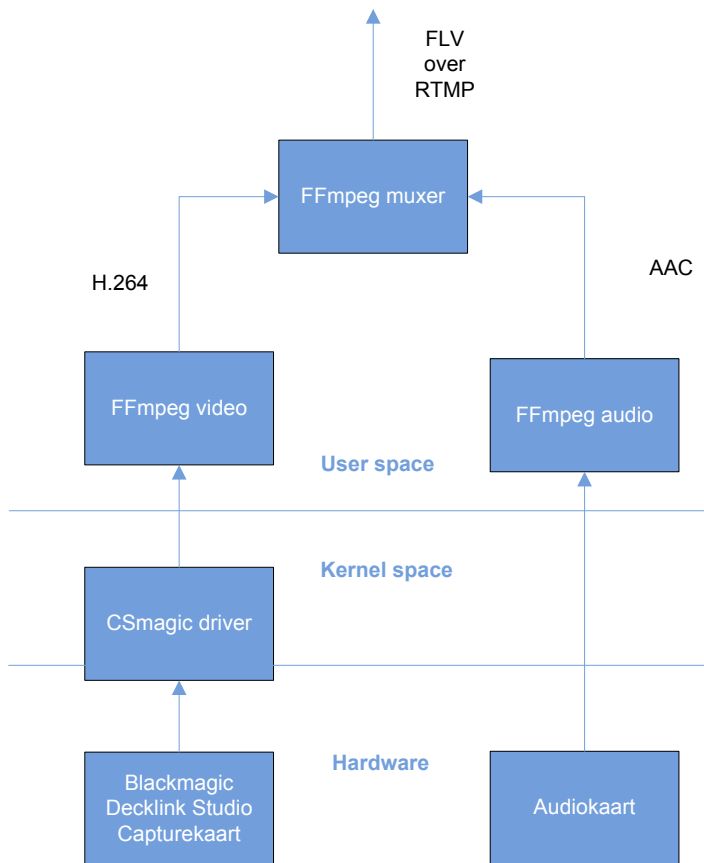 FLV
over
RTMP
FFmpeg muxer
H.264
AAC
FFmpeg video
FFmpeg audio
User space
Kernel space
CSmagic driver
Hardware
Blackmagic
Decklink Studio
Capturekaart
Audiokaart